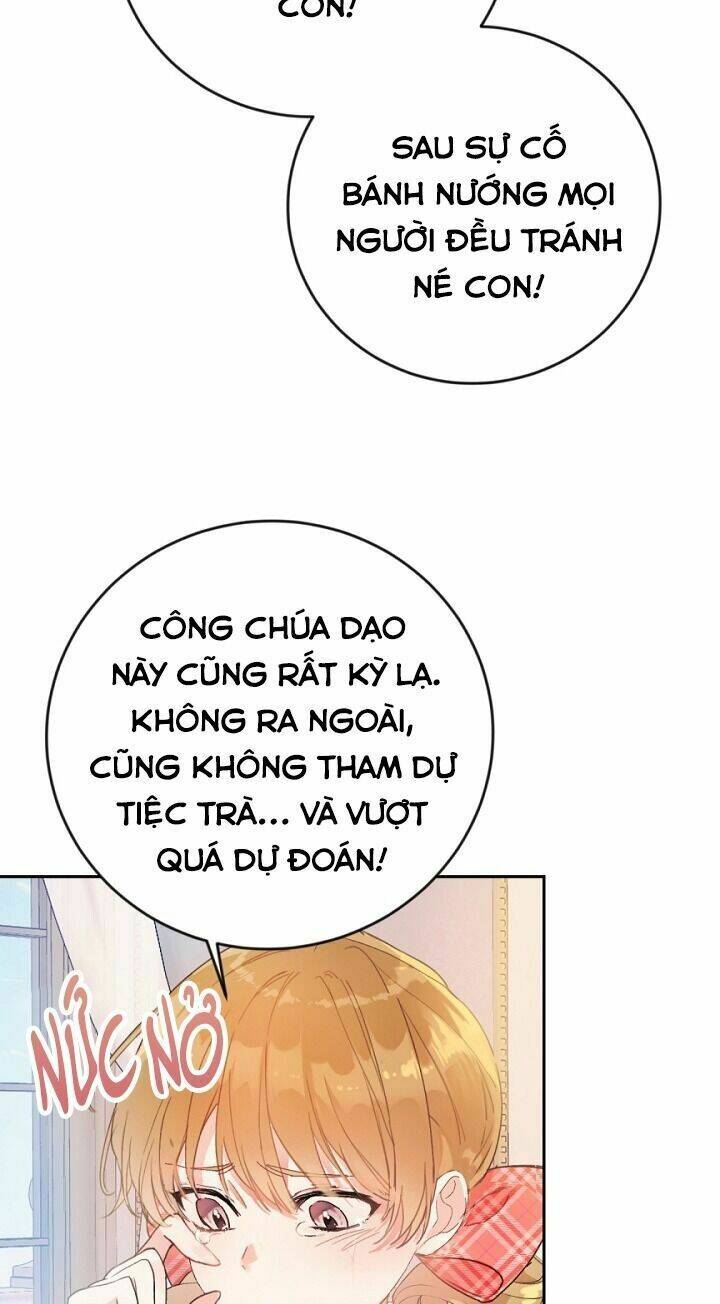 CON!
SAU SỰ CỐ
BÁNH NƯỚNG MỌI
NGƯỜI ĐỀU TRÁNH
NÉ CON!
CÔNG CHÚA DẠO
NÀY CŨNG RẤT KỲ LẠ.
KHÔNG RA NGOÀI,
CŨNG KHÔNG THAM DỰ
TIỆC TRÀ... VÀ VƯỢT
QUÁ DỰ ĐOÁN!
NỨC NỞ